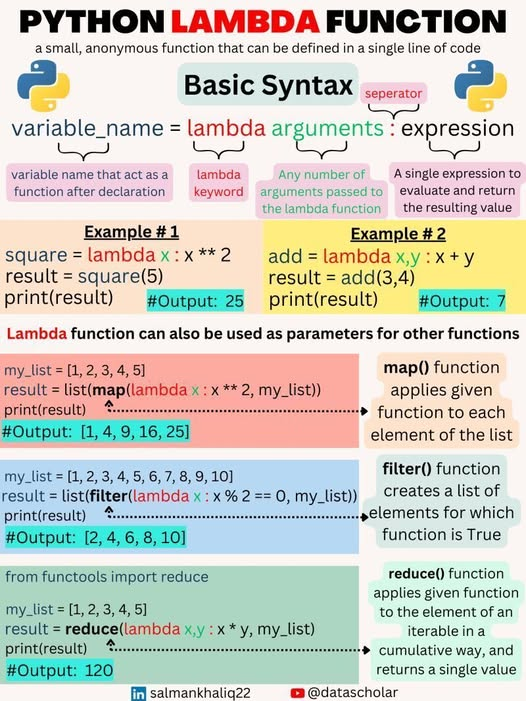 PYTHON LAMBDA FUNCTION
a small, anonymous function that can be defined in a single line of code
Basic Syntax
seperator
variable_name = lambda arguments : expression
variable name that act as a
function after declaration
lambda
keyword
Any number of
arguments passed to
the lambda function
A single expression to
evaluate and return
the resulting value
Example # 1
square = lambda x : x ** 2
result = square(5)
print(result)
#Output: 25
Example # 2
add = lambda x,y : x + y
result = add(3,4)
print(result)
#Output: 7
Lambda function can also be used as parameters for other functions
my_list = [1, 2, 3, 4, 5]
result = list(map(lambda x : x ** 2, my_list))
print(result)
#Output: [1, 4, 9, 16, 25]
map() function
applies given
function to each
element of the list
my_list = [1, 2, 3, 4, 5, 6, 7, 8, 9, 10]
result = list(filter(lambda x : x % 2 == 0, my_list))
print(result)
#Output: [2, 4, 6, 8, 10]
filter() function
creates a list of
elements for which
function is True
from functools import reduce
my_list = [1, 2, 3, 4, 5]
result = reduce(lambda x,y : x * y, my_list)
print(result)
#Output: 120
reduce() function
applies given function
to the element of an
iterable in a
cumulative way, and
returns a single value
in salmankhaliq22
@datascholar